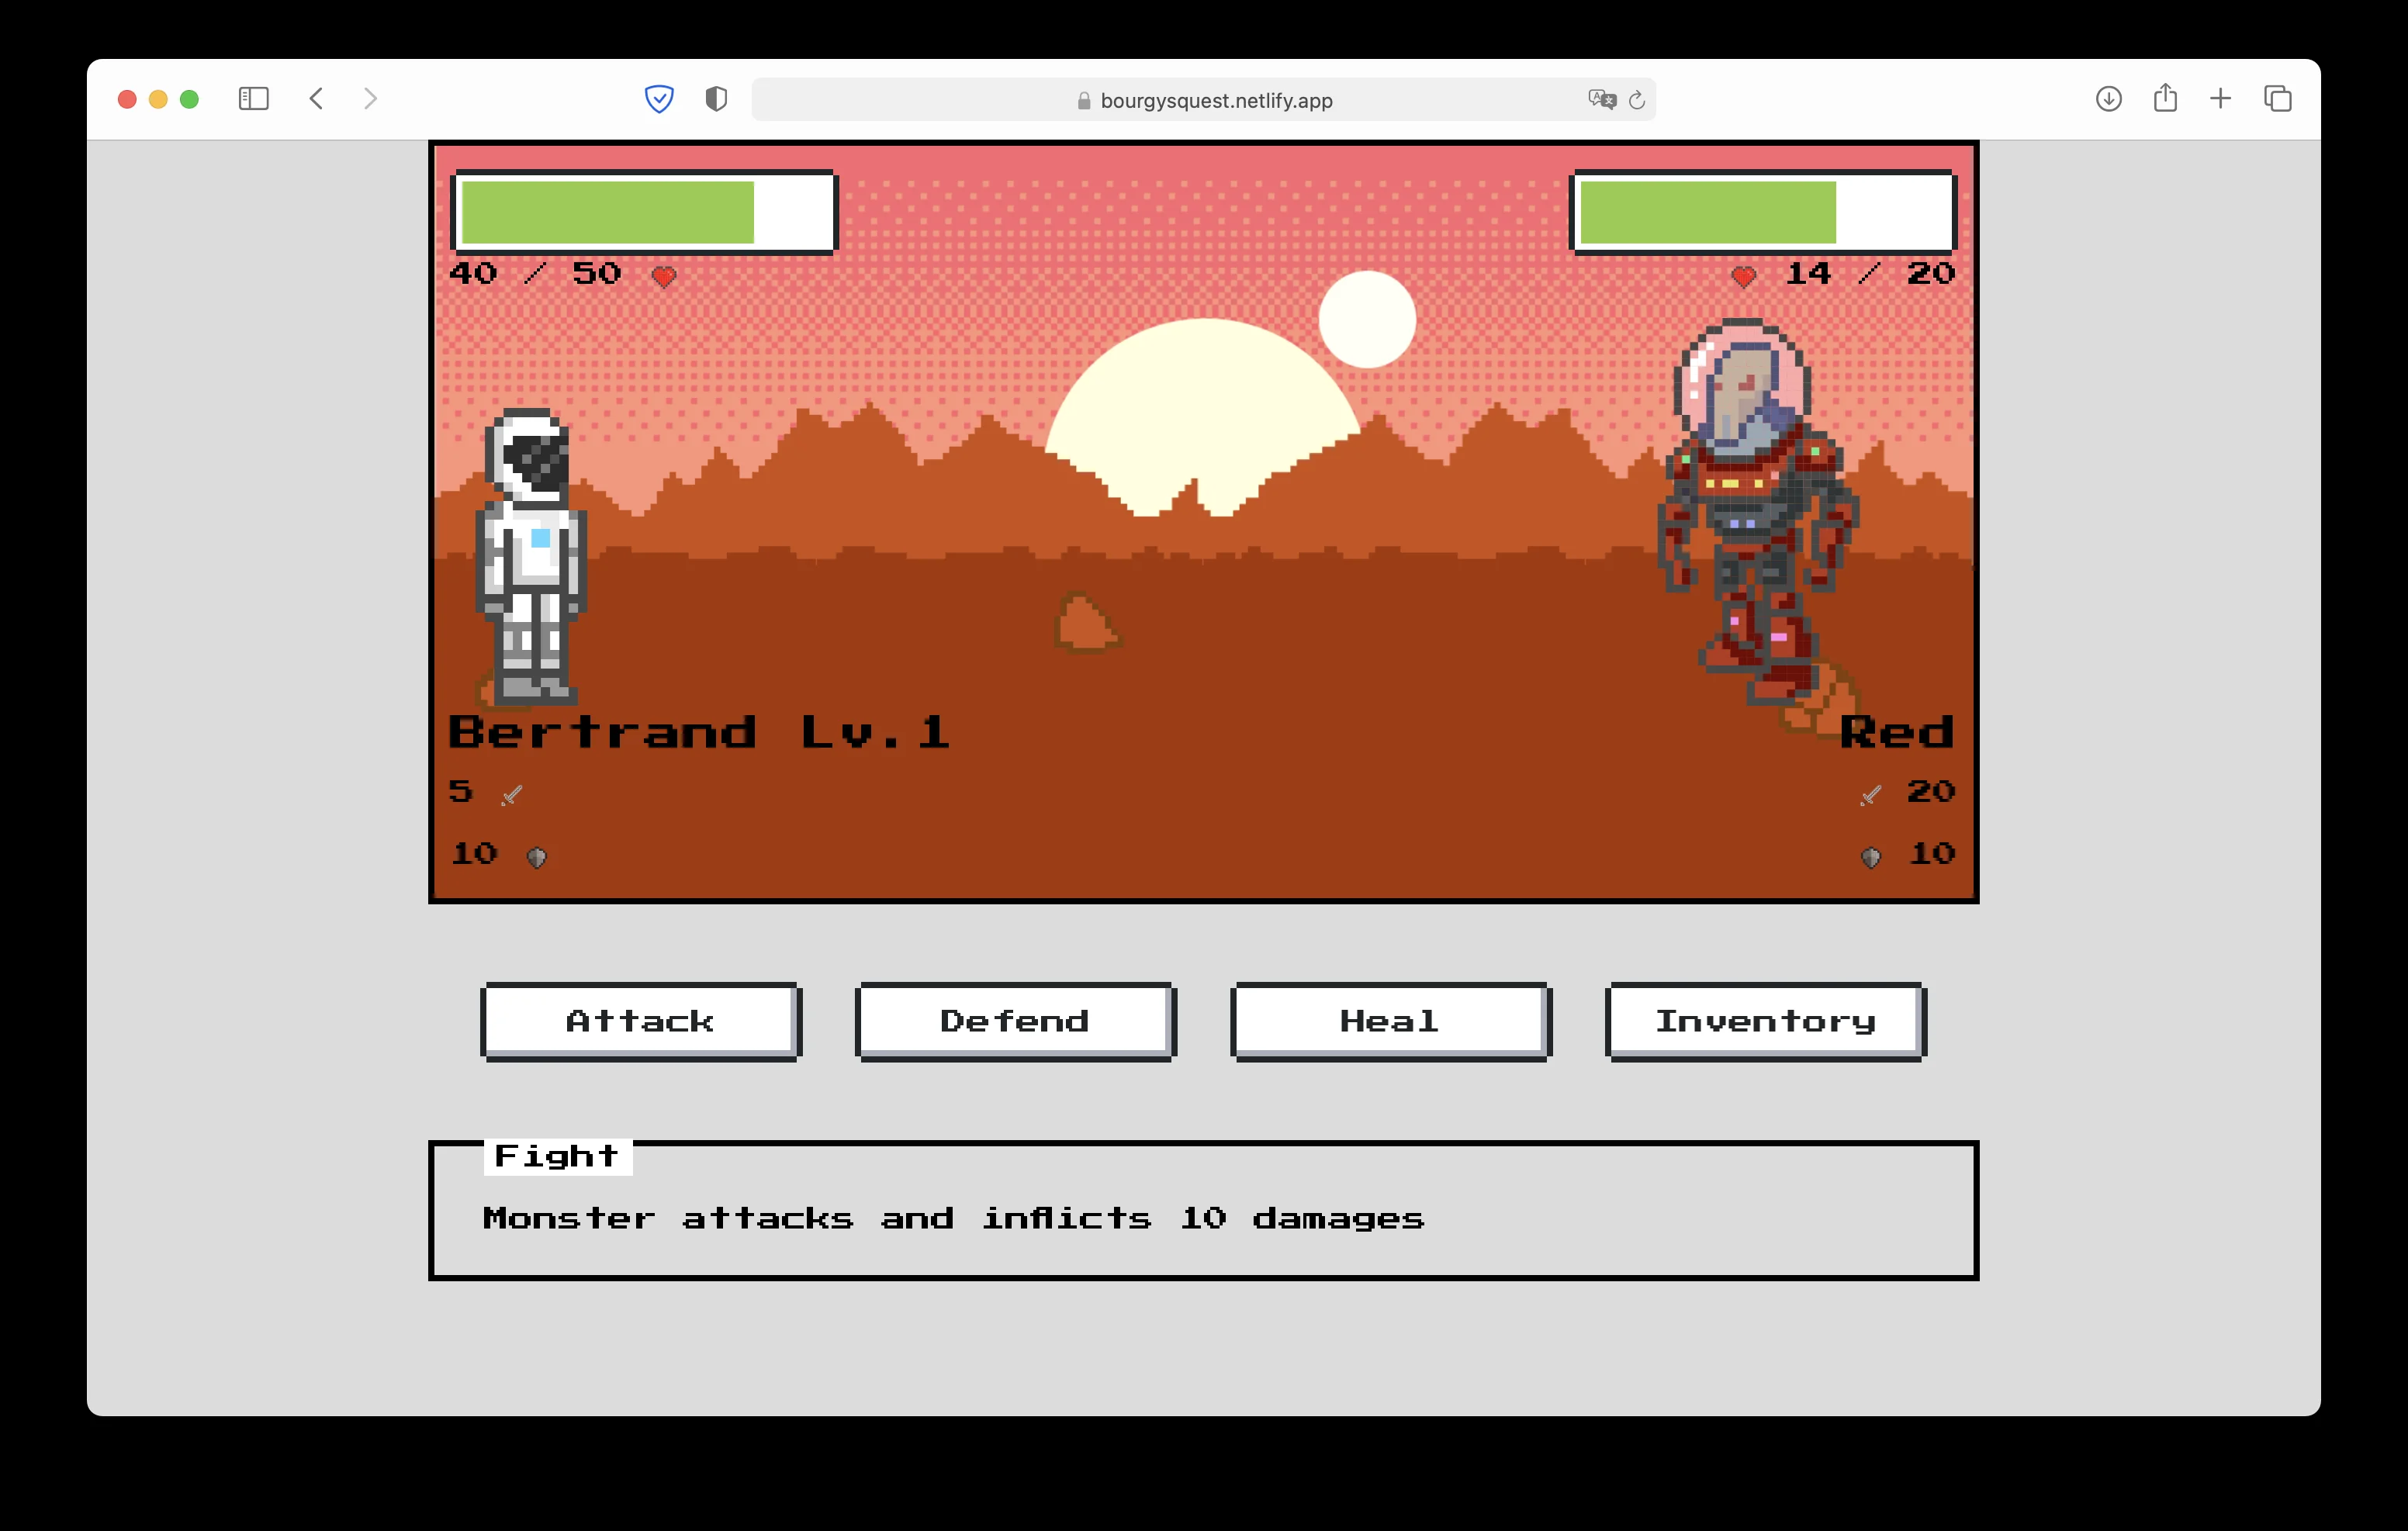 bourgysquest.netlify.app
40 / 50
14 / 20
Bertrand Lv.1
Red
5
20
10
10
Attack
Defend
Heal
Inventory
Fight
Monster attacks and inflicts 10 damages